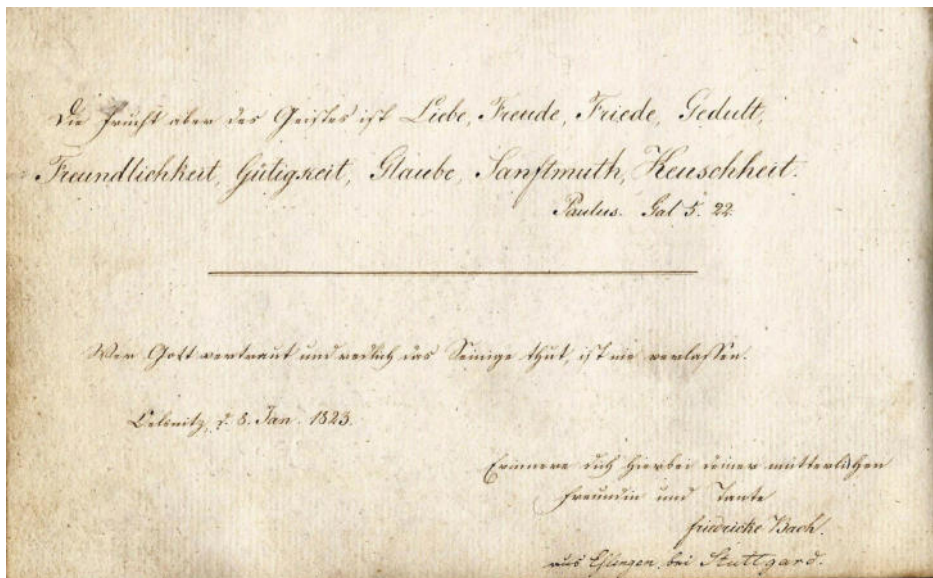 Die Frucht aber des Geistes ist Liebe, Freude, Friede, Gedult,
Freundlichkeit, Gütigkeit, Glaube, Sanftmuth, Keuschheit.
Paulus. Gal 5. 22.
Wer Gott vertraut und redlich das Seinige thut, ist nie verlassen.
Oelsnitz, d. 8. Jan. 1823.
Erinnere dich hierbei deiner mütterlichen
Freundin und Tante
Friedricke Bach.
aus Eßlingen, bei Stuttgard.